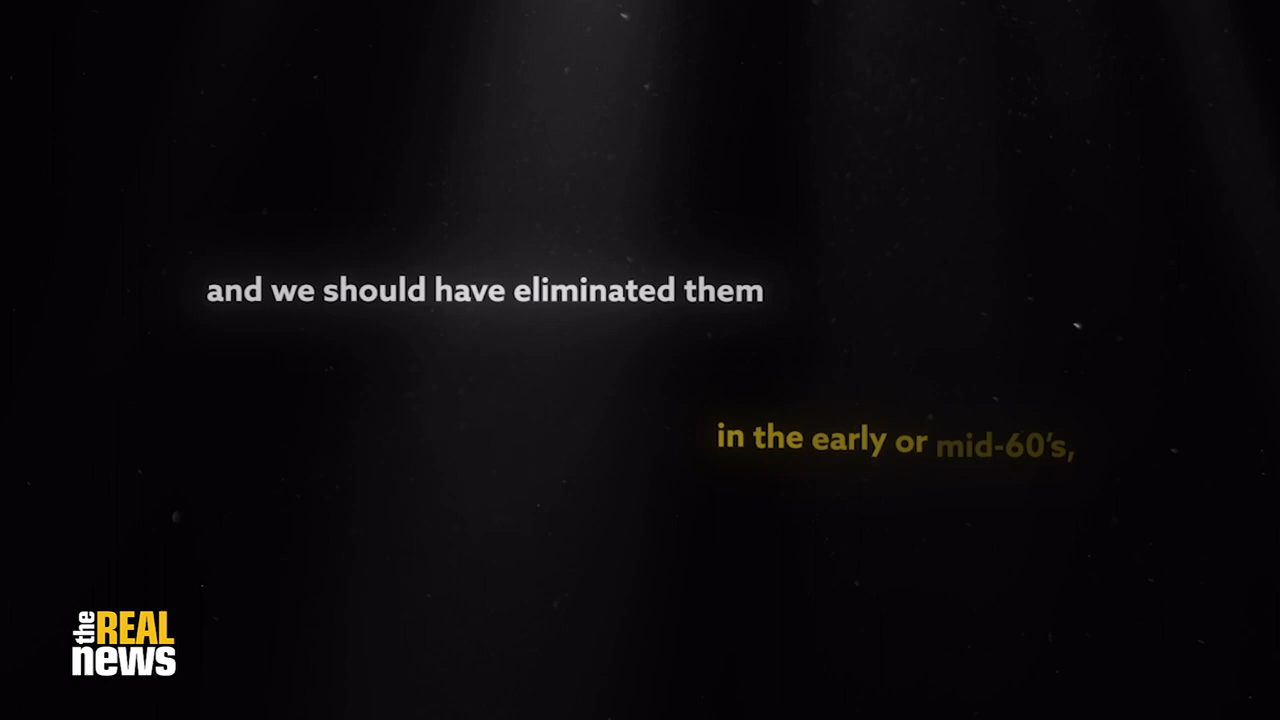 and we should have eliminated them
in the early or mid-60's,
the REAL
news